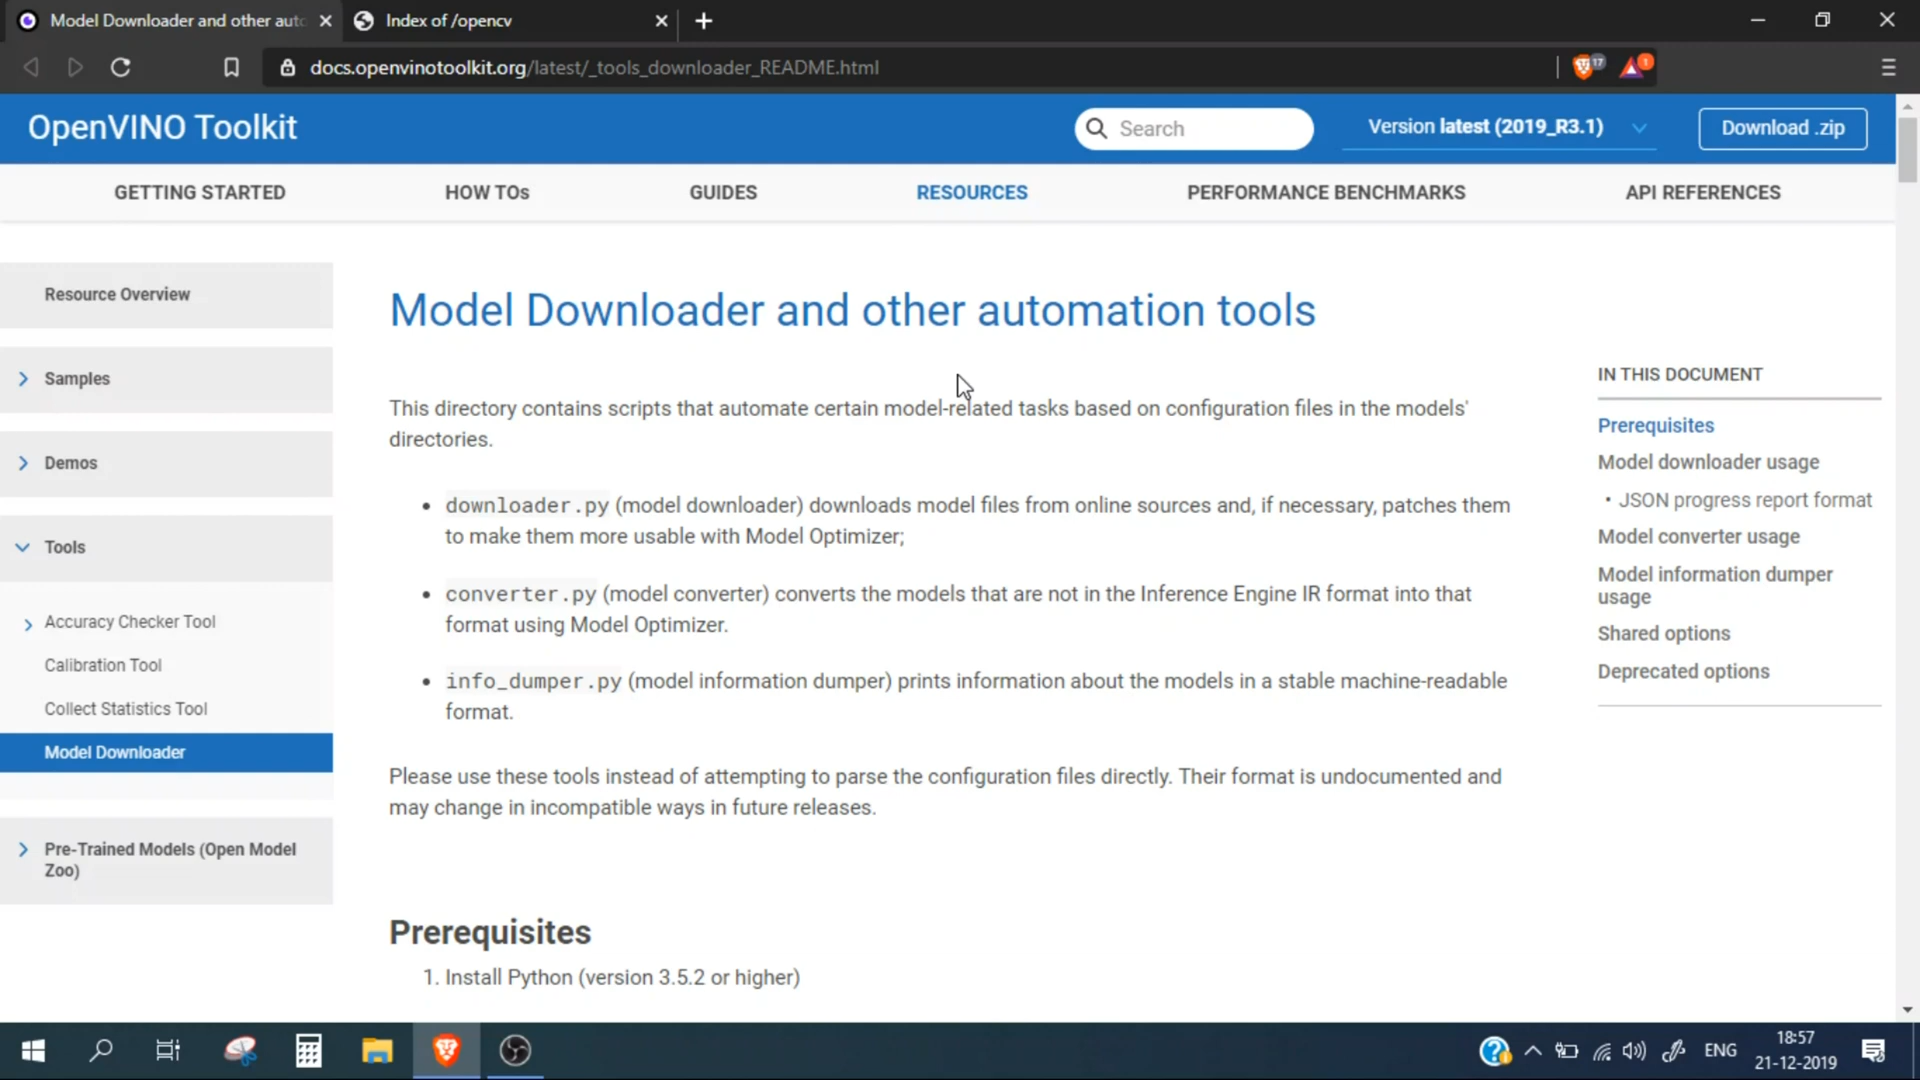 Model Downloader and other auto
Index of /opencv
docs.openvinotoolkit.org/latest/_tools_downloader_README.html
17
1
OpenVINO Toolkit
Search
Version latest (2019_R3.1)
Download .zip
GETTING STARTED
HOW TOs
GUIDES
RESOURCES
PERFORMANCE BENCHMARKS
API REFERENCES
Resource Overview
Samples
Demos
Tools
Accuracy Checker Tool
Calibration Tool
Collect Statistics Tool
Model Downloader
Pre-Trained Models (Open Model
Zoo)
Model Downloader and other automation tools
This directory contains scripts that automate certain model-related tasks based on configuration files in the models'
directories.
• downloader.py (model downloader) downloads model files from online sources and, if necessary, patches them
to make them more usable with Model Optimizer;
• converter.py (model converter) converts the models that are not in the Inference Engine IR format into that
format using Model Optimizer.
• info_dumper.py (model information dumper) prints information about the models in a stable machine-readable
format.
Please use these tools instead of attempting to parse the configuration files directly. Their format is undocumented and
may change in incompatible ways in future releases.
Prerequisites
1. Install Python (version 3.5.2 or higher)
IN THIS DOCUMENT
Prerequisites
Model downloader usage
• JSON progress report format
Model converter usage
Model information dumper
usage
Shared options
Deprecated options
ENG
18:57
21-12-2019